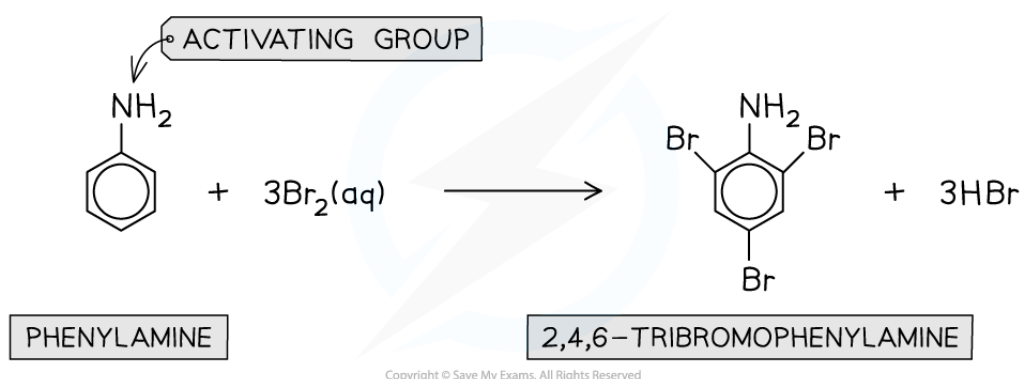 ACTIVATING GROUP
NH₂
+ 3Br₂(aq)
NH₂
Br Br
Br
+ 3HBr
PHENYLAMINE
2,4,6-TRIBROMOPHENYLAMINE
Copyright © Save My Exams. All Rights Reserved